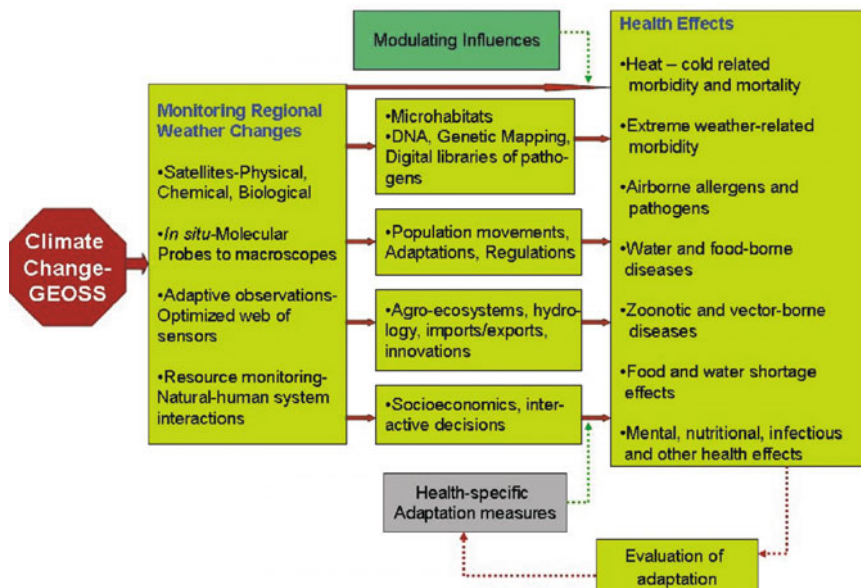 Climate
Change-
GEOSS
Monitoring Regional
Weather Changes
•Satellites-Physical,
Chemical, Biological
•In situ-Molecular
Probes to macroscopes
•Adaptive observations-
Optimized web of
sensors
•Resource monitoring-
Natural-human system
interactions
Modulating Influences
•Microhabitats
•DNA, Genetic Mapping,
Digital libraries of patho-
gens
•Population movements,
Adaptations, Regulations
•Agro-ecosystems, hydro-
logy, imports/exports,
innovations
•Socioeconomics, inter-
active decisions
Health-specific
Adaptation measures
Health Effects
•Heat – cold related
morbidity and mortality
•Extreme weather-related
morbidity
•Airborne allergens and
pathogens
•Water and food-borne
diseases
•Zoonotic and vector-borne
diseases
•Food and water shortage
effects
•Mental, nutritional, infectious
and other health effects
Evaluation of
adaptation